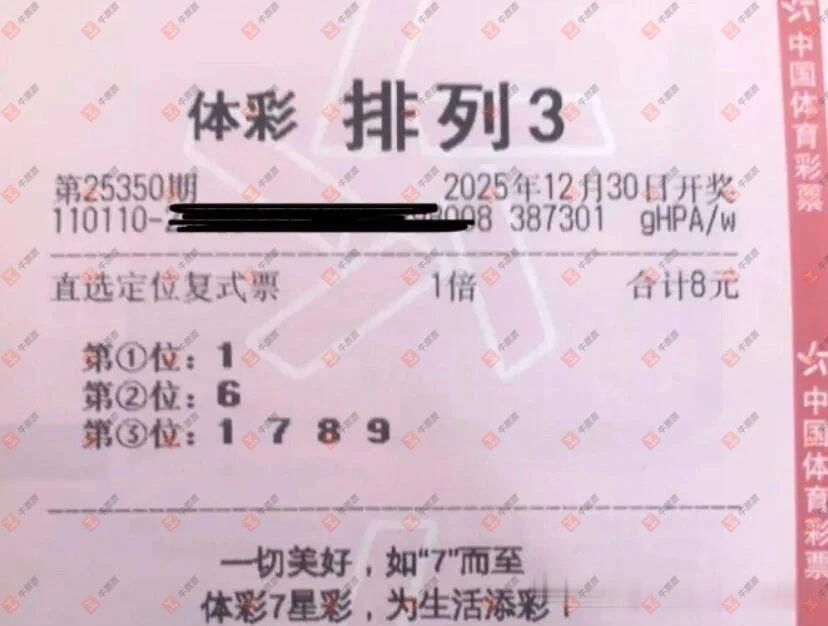 体彩 排列3
第25350期 2025年12月30日开奖
110110- 08 387301 gHPA/w
直选定位复式票 1倍 合计8元
第①位：1
第②位：6
第③位：1 7 8 9
一切美好，如“7”而至
体彩7星彩，为生活添彩！
中国体育彩票
中国体育彩票
牛魔票